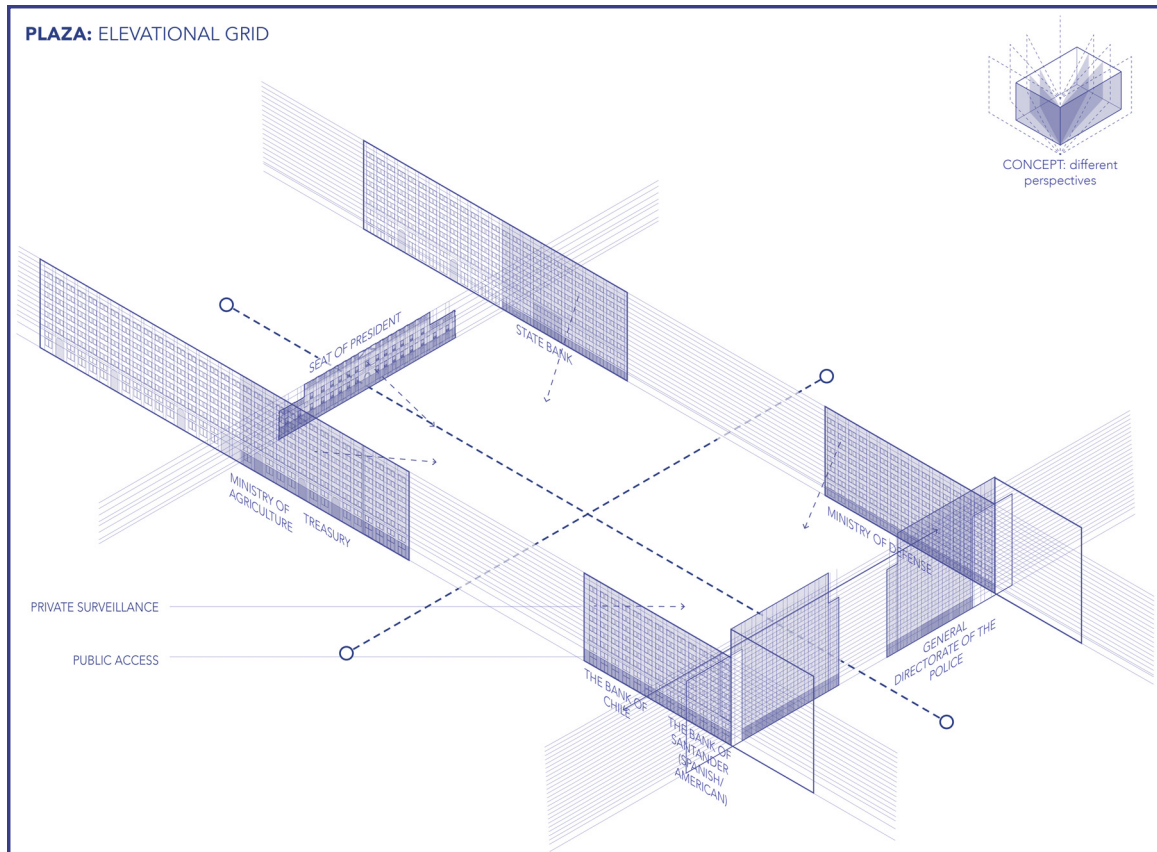 PLAZA: ELEVATIONAL GRID
CONCEPT: different
perspectives
SEAT OF PRESIDENT
STATE BANK
MINISTRY OF
AGRICULTURE
TREASURY
MINISTRY OF DEFENSE
PRIVATE SURVEILLANCE
PUBLIC ACCESS
GENERAL
DIRECTORATE OF THE
POLICE
THE BANK OF
CHILE
THE BANK OF
SANTANDER
(SPANISH/
AMERICAN)